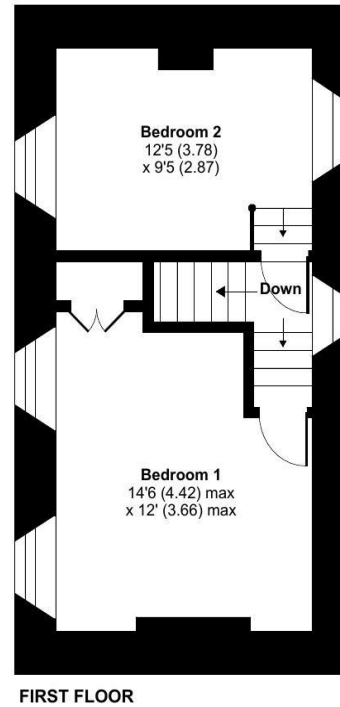 Bedroom 2
12'5 (3.78)
x 9'5 (2.87)
Down
Bedroom 1
14'6 (4.42) max
x 12' (3.66) max
FIRST FLOOR